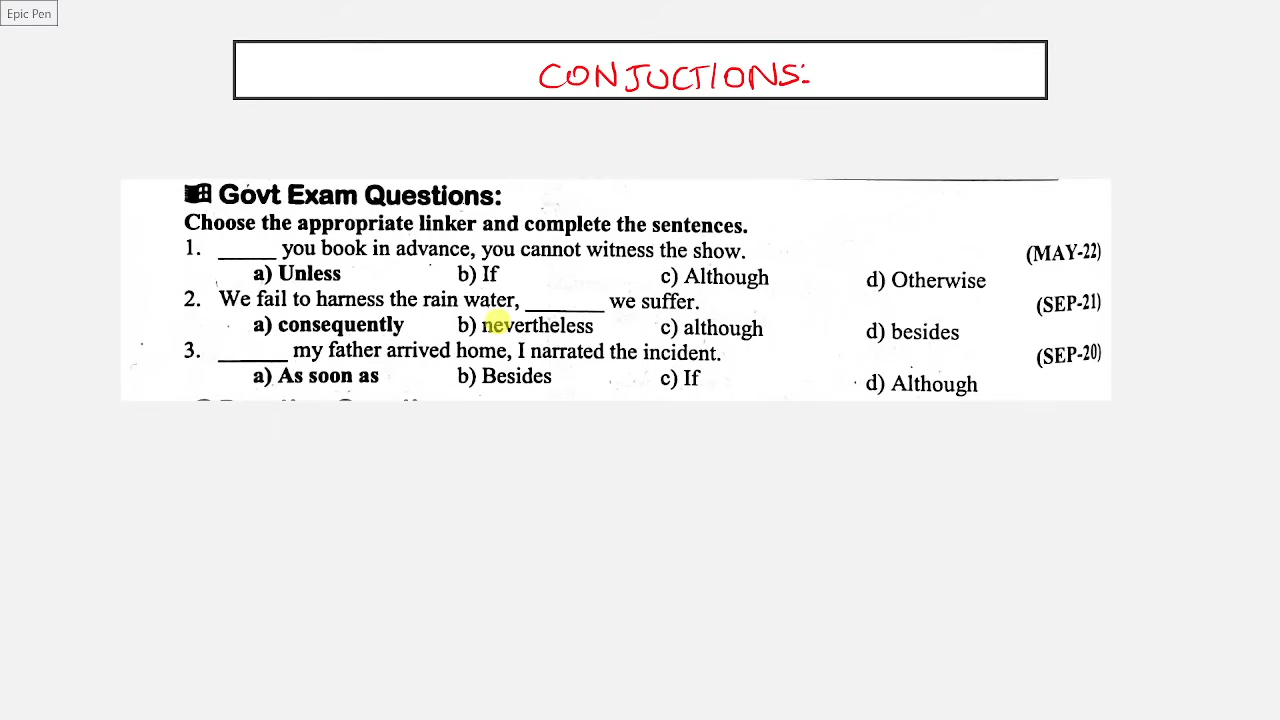 Epic Pen
CONJUCTIONS:
Govt Exam Questions:
Choose the appropriate linker and complete the sentences.
1. _____ you book in advance, you cannot witness the show. (MAY-22)
a) Unless b) If c) Although d) Otherwise
2. We fail to harness the rain water, _______ we suffer. (SEP-21)
a) consequently b) nevertheless c) although d) besides
3. ______ my father arrived home, I narrated the incident. (SEP-20)
a) As soon as b) Besides c) If d) Although